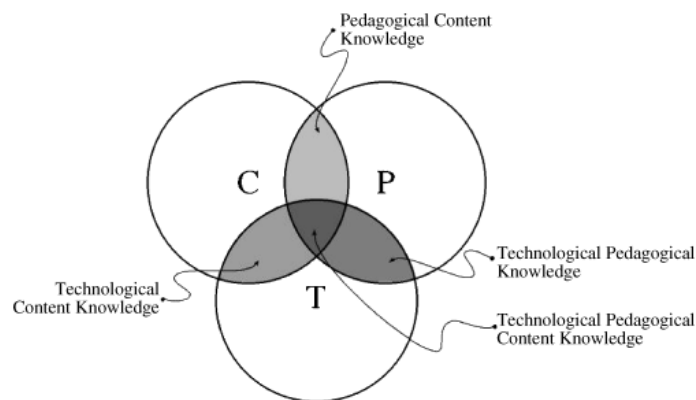 Pedagogical Content
Knowledge
C
P
Technological Pedagogical
Knowledge
Technological
Content Knowledge
T
Technological Pedagogical
Content Knowledge